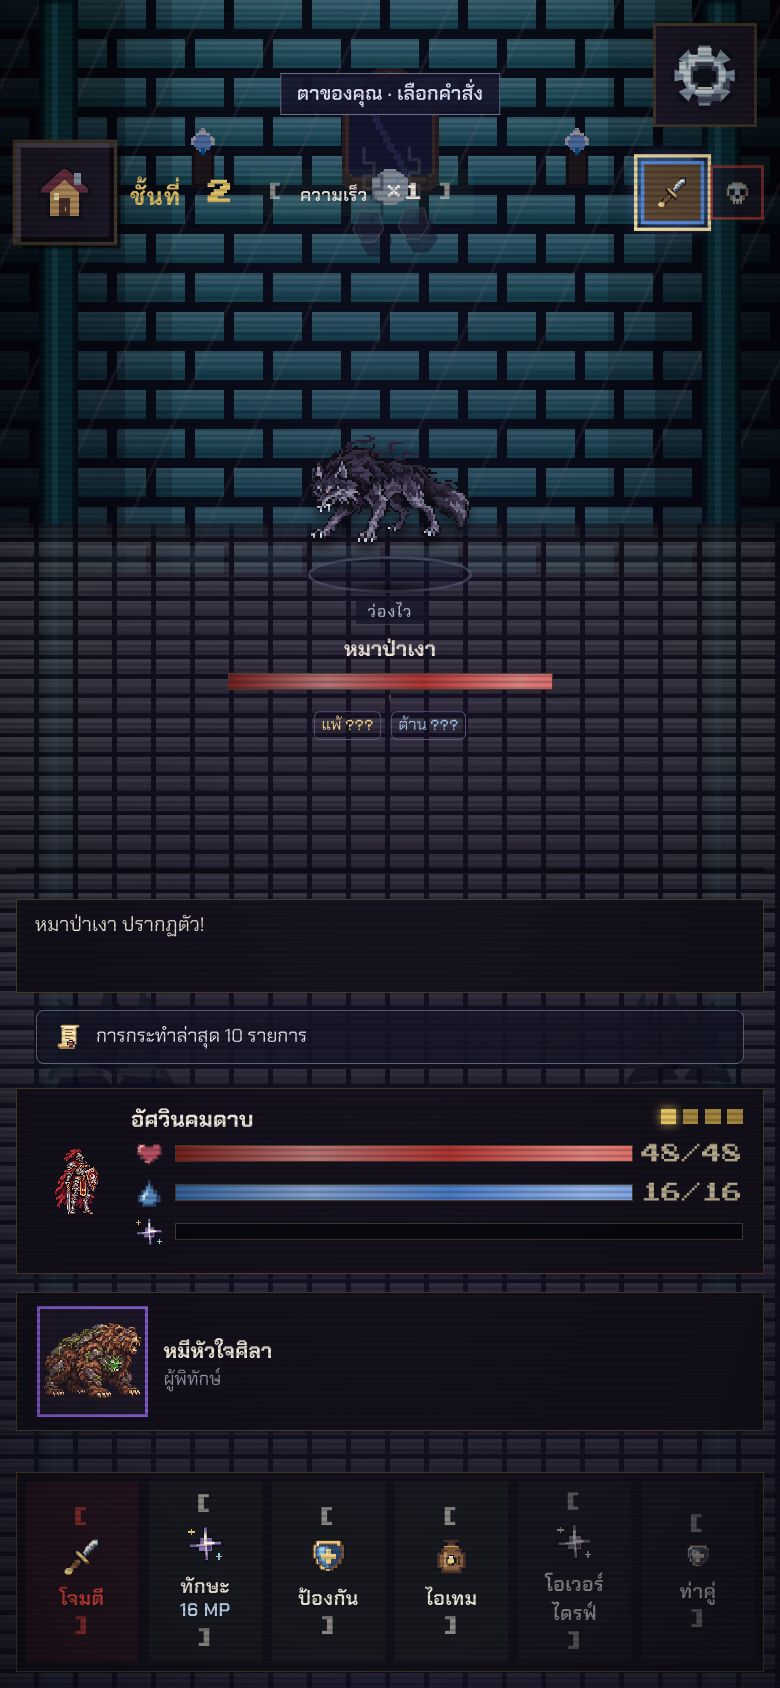 ตาของคุณ · เลือกคำสั่ง
ชั้นที่ 2 [ ความเร็ว ×1 ]
ว่องไว
หมาป่าเงา
แพ้ ??? ต้าน ???
หมาป่าเงา ปรากฏตัว!
การกระทำล่าสุด 10 รายการ
อัศวินคมดาบ
48/48
16/16
หมีหัวใจศิลา
ผู้พิทักษ์
[ โจมตี ]
[ ทักษะ
16 MP ]
[ ป้องกัน ]
[ ไอเทม ]
[ โอเวอร์
ไดรฟ์ ]
[ ท่าคู่ ]